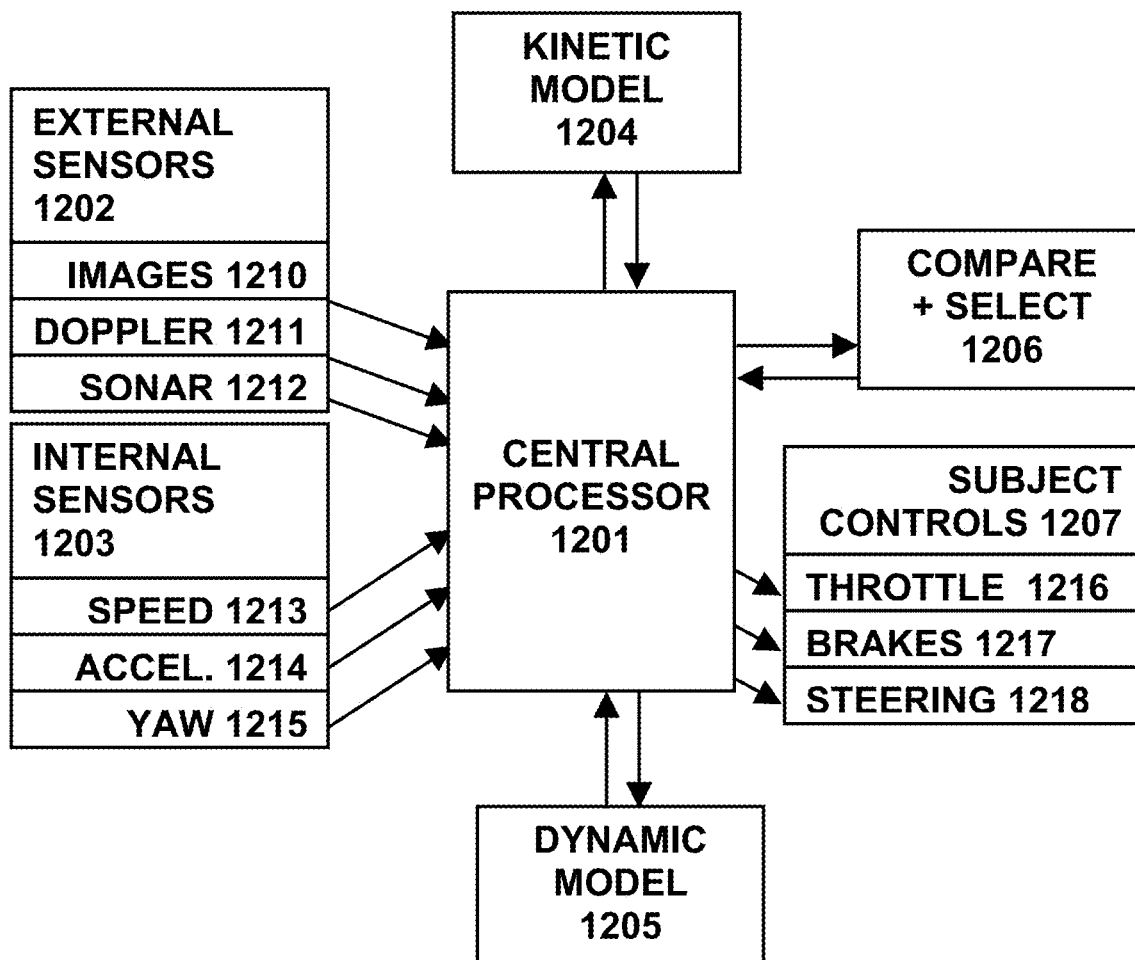 KINETIC
MODEL
1204
EXTERNAL
SENSORS
1202
IMAGES 1210
DOPPLER 1211
SONAR 1212
INTERNAL
SENSORS
1203
SPEED 1213
ACCEL. 1214
YAW 1215
CENTRAL
PROCESSOR
1201
COMPARE
+ SELECT
1206
SUBJECT
CONTROLS 1207
THROTTLE 1216
BRAKES 1217
STEERING 1218
DYNAMIC
MODEL
1205